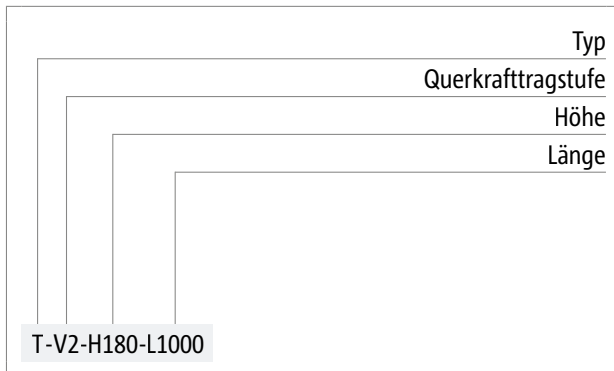 Typ
Querkrafttragstufe
Höhe
Länge
T-V2-H180-L1000